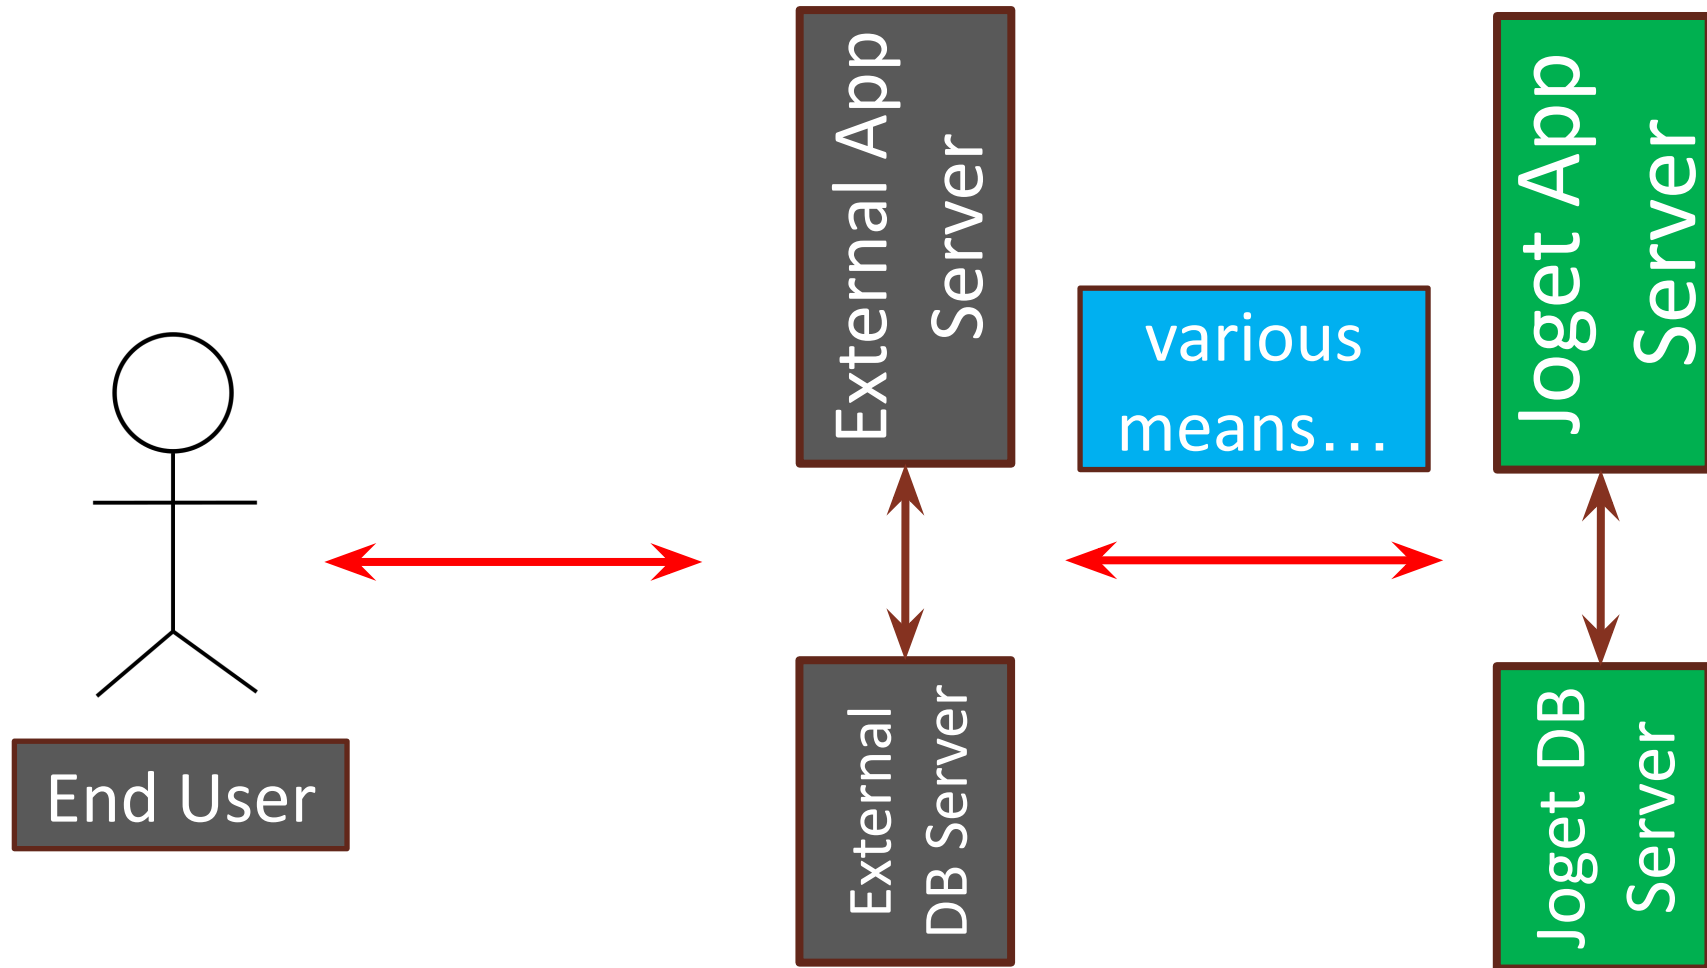 External App
Server
Joget App
Server
various
means...
End User
External
DB Server
Joget DB
Server